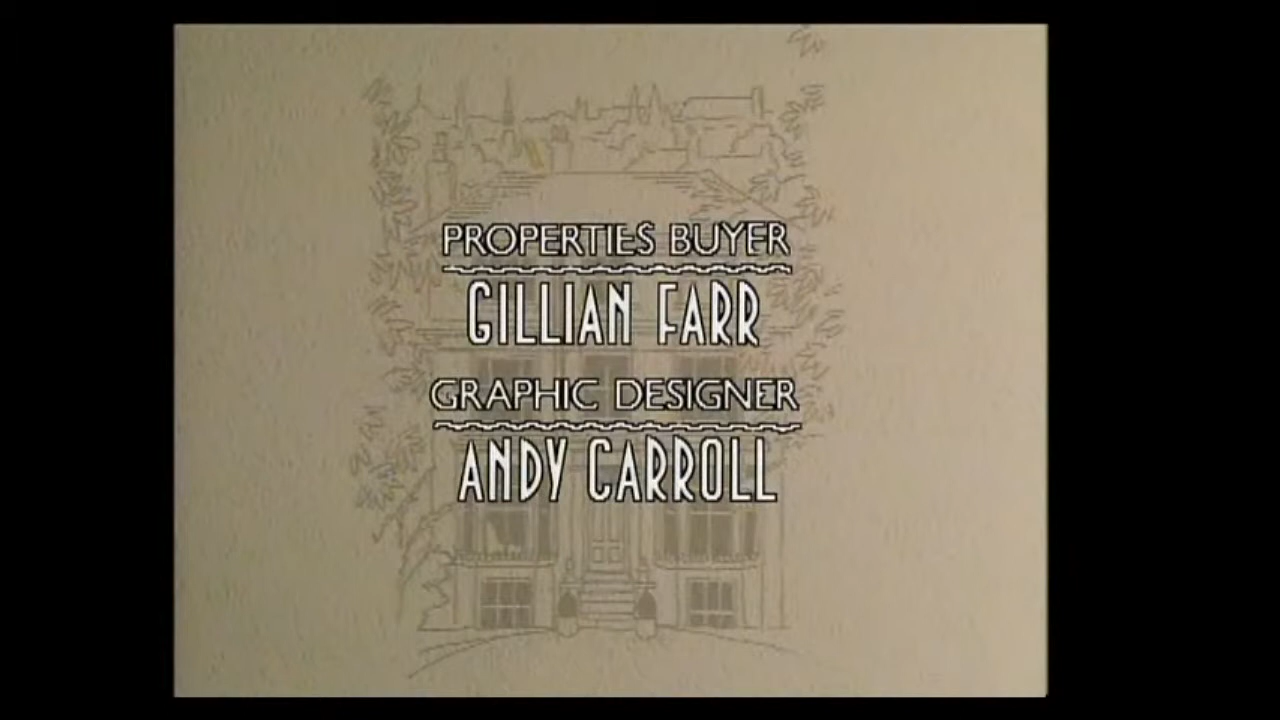 PROPERTIES BUYER
GILLIAN FARR
GRAPHIC DESIGNER
ANDY CARROLL